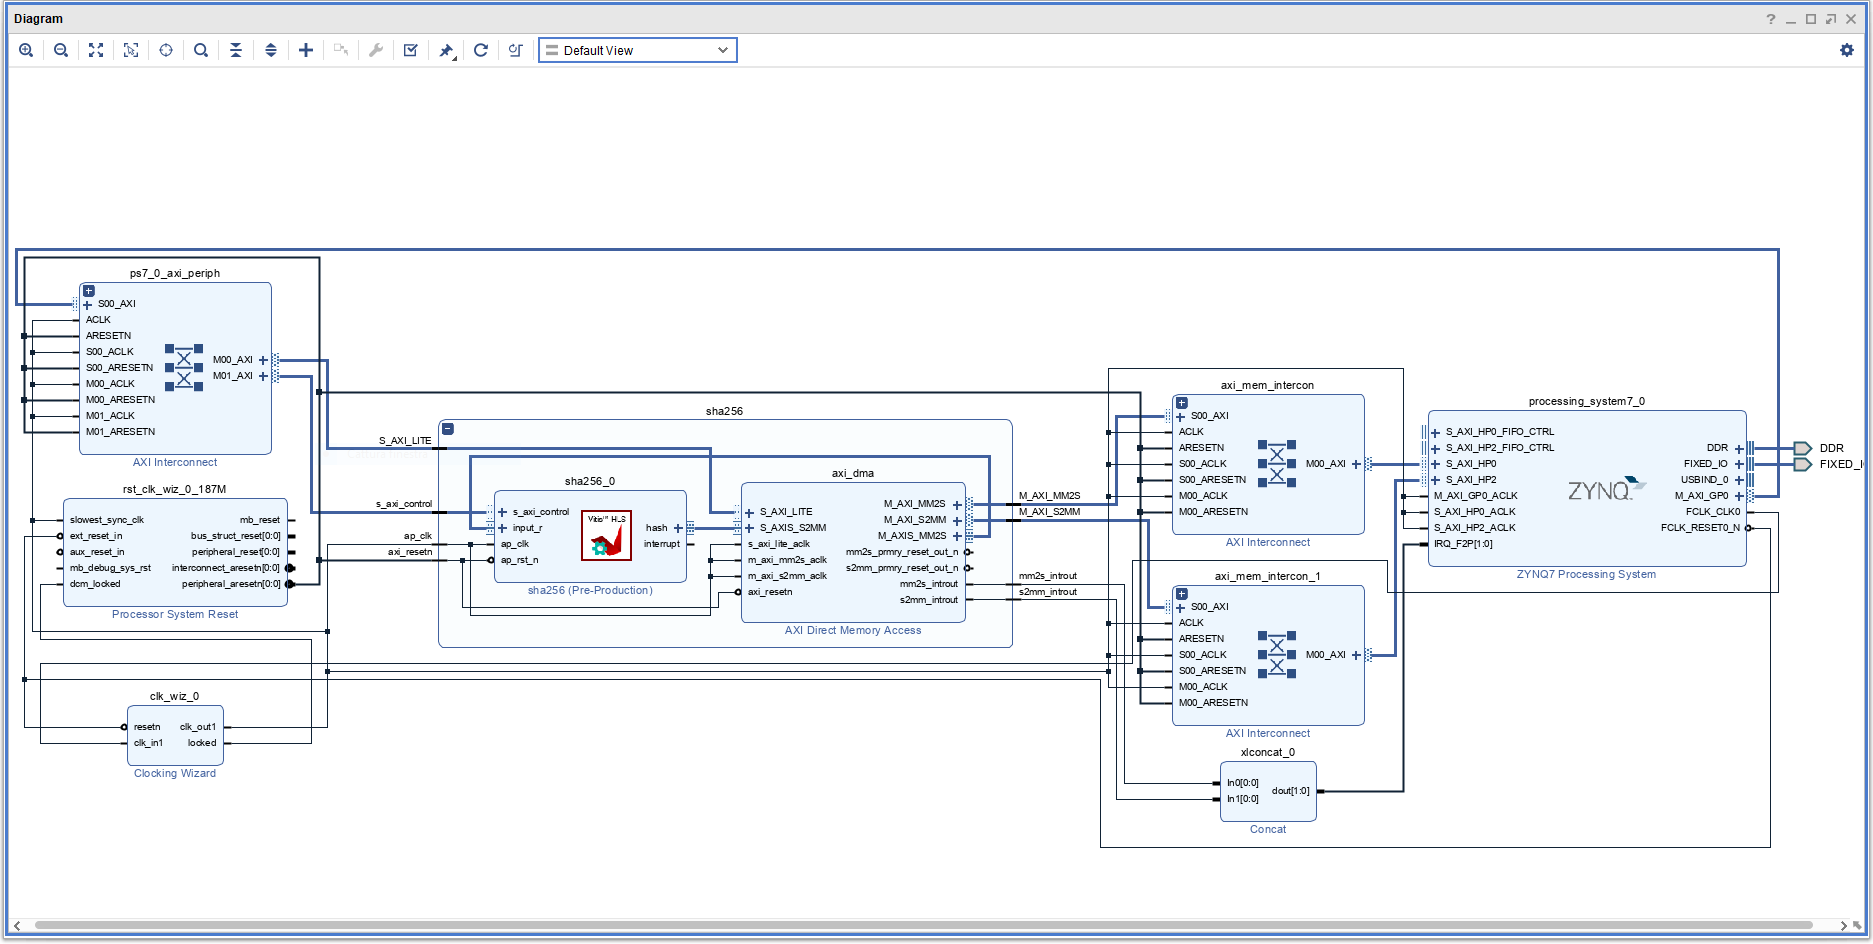 Diagram
Default View
ps7_0_axi_periph
S00_AXI
ACLK
ARESETN
S00_ACLK
S00_ARESETN
M00_ACLK
M00_ARESETN
M01_ACLK
M01_ARESETN
M00_AXI
M01_AXI
AXI Interconnect
rst_clk_wiz_0_187M
slowest_sync_clk
ext_reset_in
aux_reset_in
mb_debug_sys_rst
dcm_locked
mb_reset
bus_struct_reset[0:0]
peripheral_reset[0:0]
interconnect_aresetn[0:0]
peripheral_aresetn[0:0]
Processor System Reset
clk_wiz_0
resetn
clk_in1
clk_out1
locked
Clocking Wizard
S_AXI_LITE
s_axi_control
ap_clk
axi_resetn
sha256
sha256_0
s_axi_control
input_r
ap_clk
ap_rst_n
Vitis™ HLS
hash
interrupt
sha256 (Pre-Production)
axi_dma
S_AXI_LITE
S_AXIS_S2MM
s_axi_lite_aclk
m_axi_mm2s_aclk
m_axi_s2mm_aclk
axi_resetn
M_AXI_MM2S
M_AXI_S2MM
M_AXIS_MM2S
mm2s_prmry_reset_out_n
s2mm_prmry_reset_out_n
mm2s_introut
s2mm_introut
AXI Direct Memory Access
M_AXI_MM2S
M_AXI_S2MM
mm2s_introut
s2mm_introut
axi_mem_intercon
S00_AXI
ACLK
ARESETN
S00_ACLK
S00_ARESETN
M00_ACLK
M00_ARESETN
M00_AXI
AXI Interconnect
axi_mem_intercon_1
S00_AXI
ACLK
ARESETN
S00_ACLK
S00_ARESETN
M00_ACLK
M00_ARESETN
M00_AXI
AXI Interconnect
xlconcat_0
In0[0:0]
In1[0:0]
dout[1:0]
Concat
processing_system7_0
S_AXI_HP0_FIFO_CTRL
S_AXI_HP2_FIFO_CTRL
S_AXI_HP0
S_AXI_HP2
M_AXI_GP0_ACLK
S_AXI_HP0_ACLK
S_AXI_HP2_ACLK
IRQ_F2P[1:0]
ZYNQ
DDR
FIXED_IO
USBIND_0
M_AXI_GP0
FCLK_CLK0
FCLK_RESET0_N
ZYNQ7 Processing System
DDR
FIXED_I